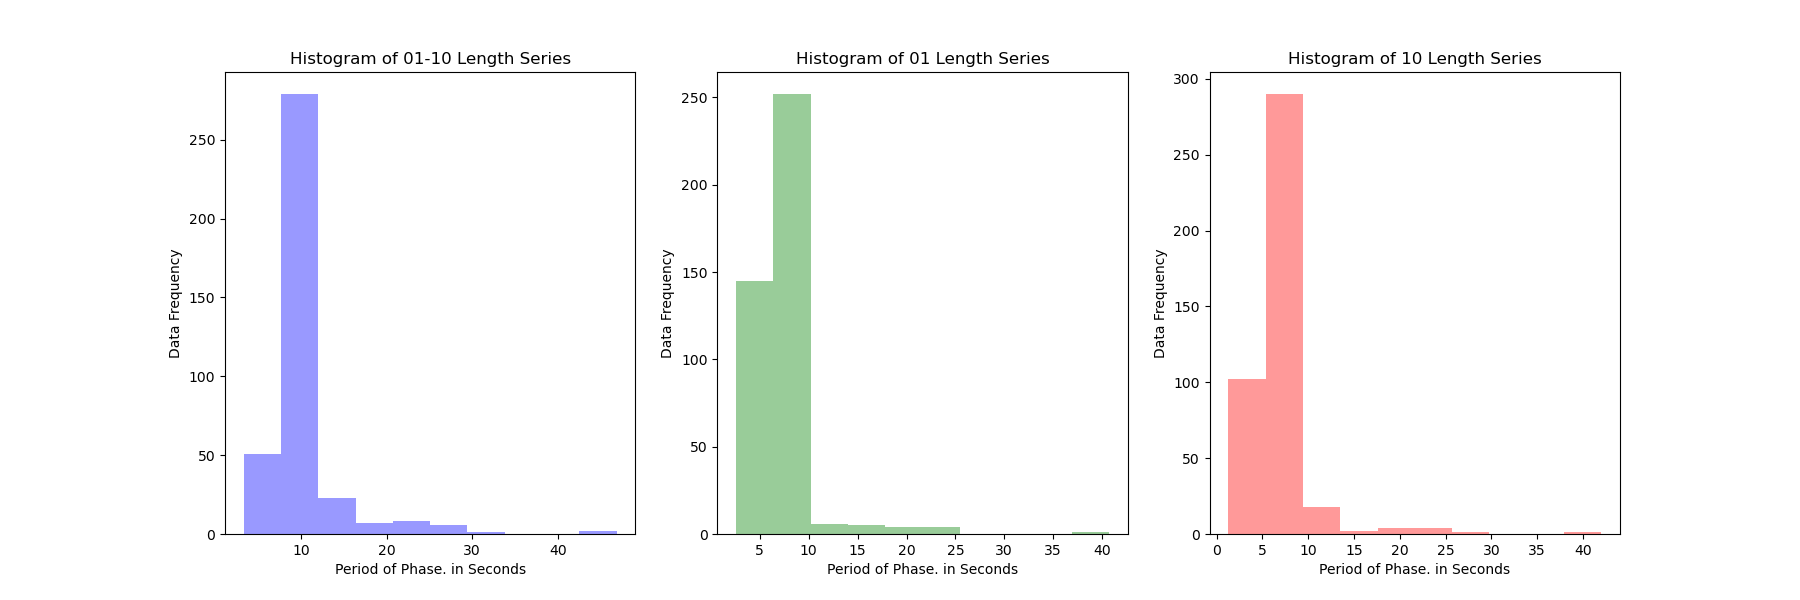 Histogram of 01-10 Length Series
250
200
150
100
50
0
Data Frequency
10 20 30 40
Period of Phase. in Seconds
Histogram of 01 Length Series
250
200
150
100
50
0
Data Frequency
5 10 15 20 25 30 35 40
Period of Phase. in Seconds
Histogram of 10 Length Series
300
250
200
150
100
50
0
Data Frequency
0 5 10 15 20 25 30 35 40
Period of Phase. in Seconds